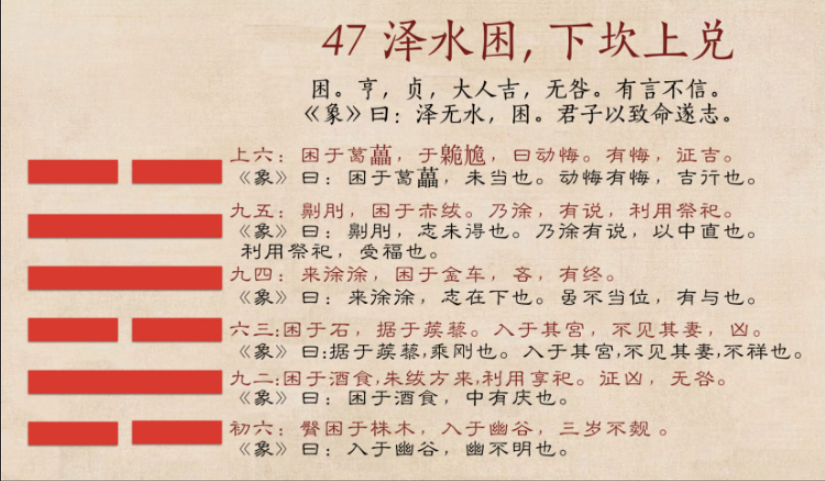 47 泽水困, 下坎上兑
困。亨，贞，大人吉，无咎。有言不信。
《象》曰：泽无水，困。君子以致命遂志。
上六：困于葛藟，于臲卼，曰动悔。有悔，征吉。
《象》曰：困于葛藟，未当也。动悔有悔，吉行也。
九五：劓刖，困于赤绂。乃涂，有说，利用祭祀。
《象》曰：劓刖，志未得也。乃涂有说，以中直也。
利用祭祀，受福也。
九四：来涂涂，困于金车，吝，有终。
《象》曰：来涂涂，志在下也。虽不当位，有与也。
六三:困于石，据于蒺藜。入于其宫，不见其妻，凶。
《象》曰:据于蒺藜,乘刚也。入于其宫,不见其妻,不祥也。
九二:困于酒食,朱绂方来,利用享祀。征凶，无咎。
《象》曰：困于酒食，中有庆也。
初六：臀困于株木，入于幽谷，三岁不觌。
《象》曰：入于幽谷，幽不明也。